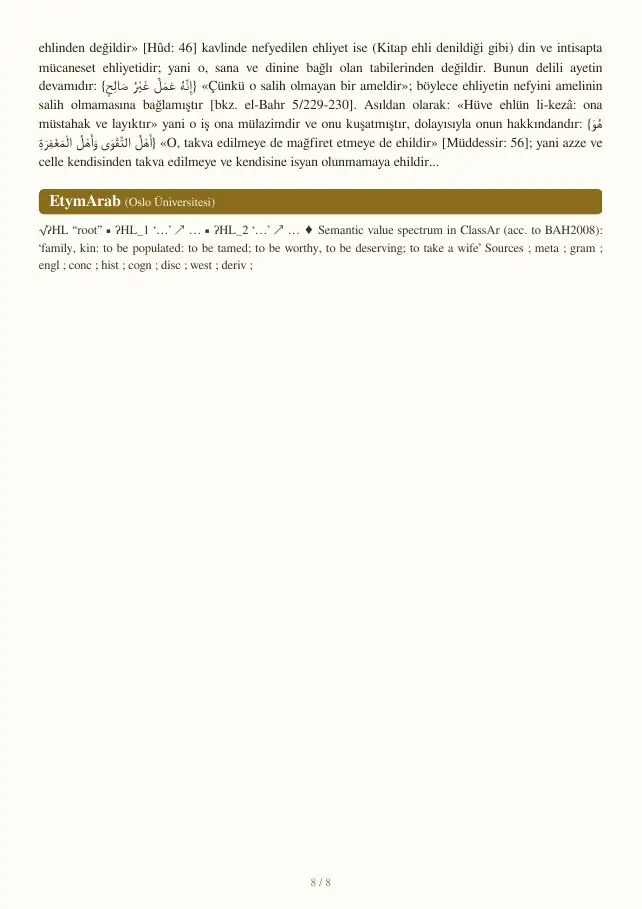 ehlinden değildir» [Hûd: 46] kavlinde nefyedilen ehliyet ise (Kitap ehli denildiği gibi) din ve intisapta
mücaneset ehliyetidir; yani o, sana ve dinine bağlı olan tabilerinden değildir. Bunun delili ayetin
devamıdır: {إِنَّهُ عَمَلٌ غَيْرُ صَالِحٍ} «Çünkü o salih olmayan bir ameldir»; böylece ehliyetin nefyini amelinin
salih olmamasına bağlamıştır [bkz. el-Bahr 5/229-230]. Asıldan olarak: «Hüve ehlün li-kezâ: ona
müstahak ve layıktır» yani o iş ona mülazimdir ve onu kuşatmıştır, dolayısıyla onun hakkındandır: {هُوَ
أَهْلُ التَّقْوَى وَأَهْلُ الْمَغْفِرَةِ} «O, takva edilmeye de mağfiret etmeye de ehildir» [Müddessir: 56]; yani azze ve
celle kendisinden takva edilmeye ve kendisine isyan olunmamaya ehildir...
EtymArab (Oslo Üniversitesi)
√ʔHL “root” ▪ ʔHL_1 ‘…’ ↗ … ▪ ʔHL_2 ‘…’ ↗ … ♦ Semantic value spectrum in ClassAr (acc. to BAH2008):
‘family, kin: to be populated: to be tamed; to be worthy, to be deserving; to take a wife’ Sources ; meta ; gram ;
engl ; conc ; hist ; cogn ; disc ; west ; deriv ;
8 / 8